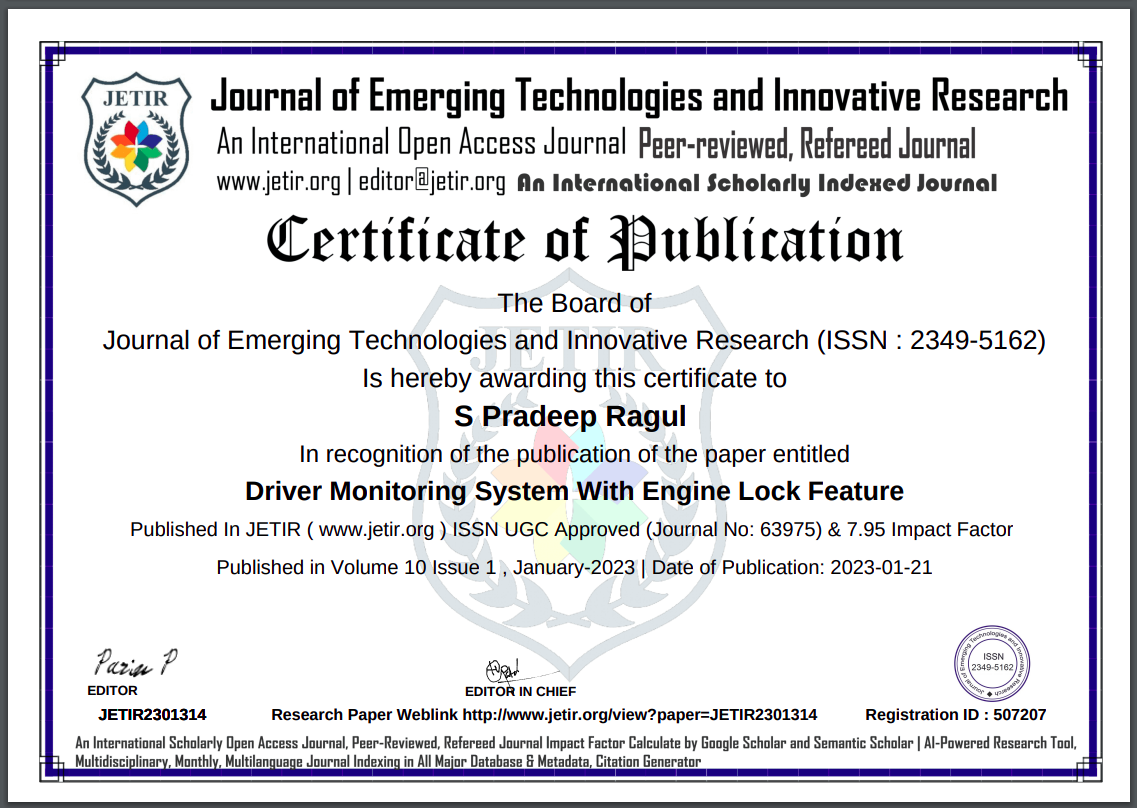 JETIR
Journal of Emerging Technologies and Innovative Research
An International Open Access Journal Peer-reviewed, Refereed Journal
www.jetir.org | editor@jetir.org An International Scholarly Indexed Journal
Certificate of Publication
JETIR
The Board of
Journal of Emerging Technologies and Innovative Research (ISSN : 2349-5162)
Is hereby awarding this certificate to
S Pradeep Ragul
In recognition of the publication of the paper entitled
Driver Monitoring System With Engine Lock Feature
Published In JETIR ( www.jetir.org ) ISSN UGC Approved (Journal No: 63975) & 7.95 Impact Factor
Published in Volume 10 Issue 1 , January-2023 | Date of Publication: 2023-01-21
EDITOR
EDITOR IN CHIEF
Journal of Emerging Technologies and Innovative Research
ISSN
2349-5162
JETIR2301314
Research Paper Weblink http://www.jetir.org/view?paper=JETIR2301314
Registration ID : 507207
An International Scholarly Open Access Journal, Peer-Reviewed, Refereed Journal Impact Factor Calculate by Google Scholar and Semantic Scholar | AI-Powered Research Tool,
Multidisciplinary, Monthly, Multilanguage Journal Indexing in All Major Database & Metadata, Citation Generator